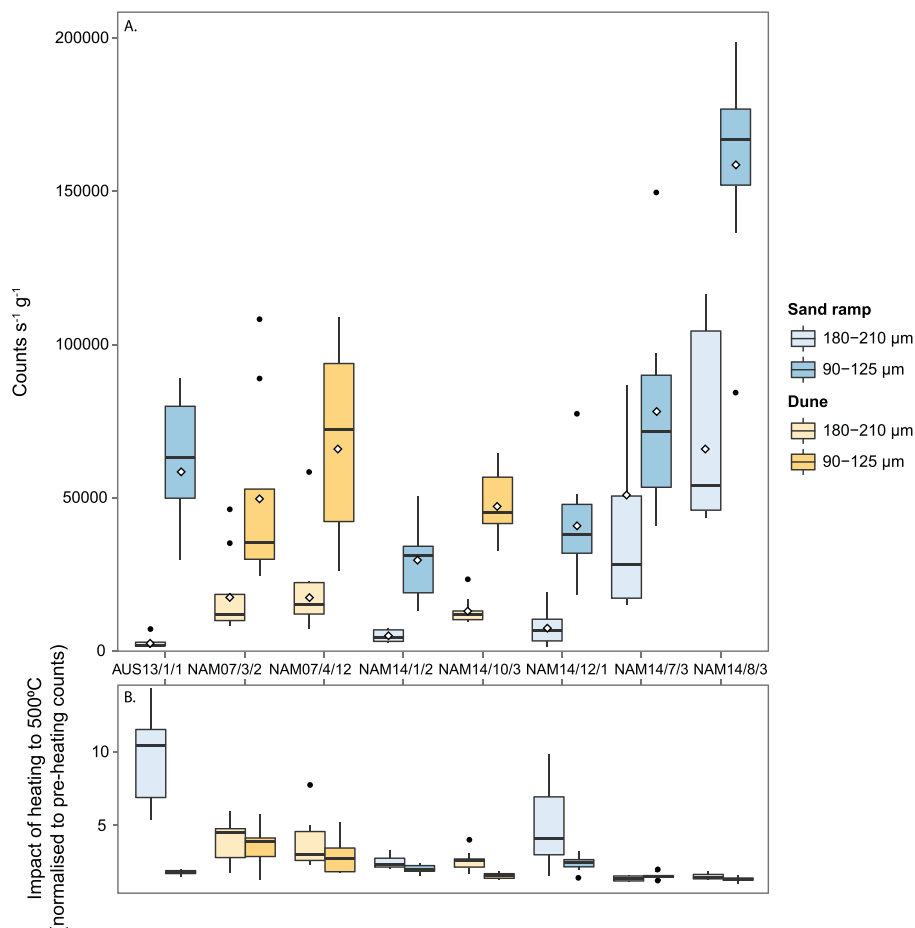 A.
200000
150000
100000
50000
0
Counts s⁻¹ g⁻¹
AUS13/1/1 NAM07/3/2 NAM07/4/12 NAM14/1/2 NAM14/10/3 NAM14/12/1 NAM14/7/3 NAM14/8/3
B.
10
5
Impact of heating to 500ºC
(normalised to pre-heating counts)
Sand ramp
180−210 µm
90−125 µm
Dune
180−210 µm
90−125 µm